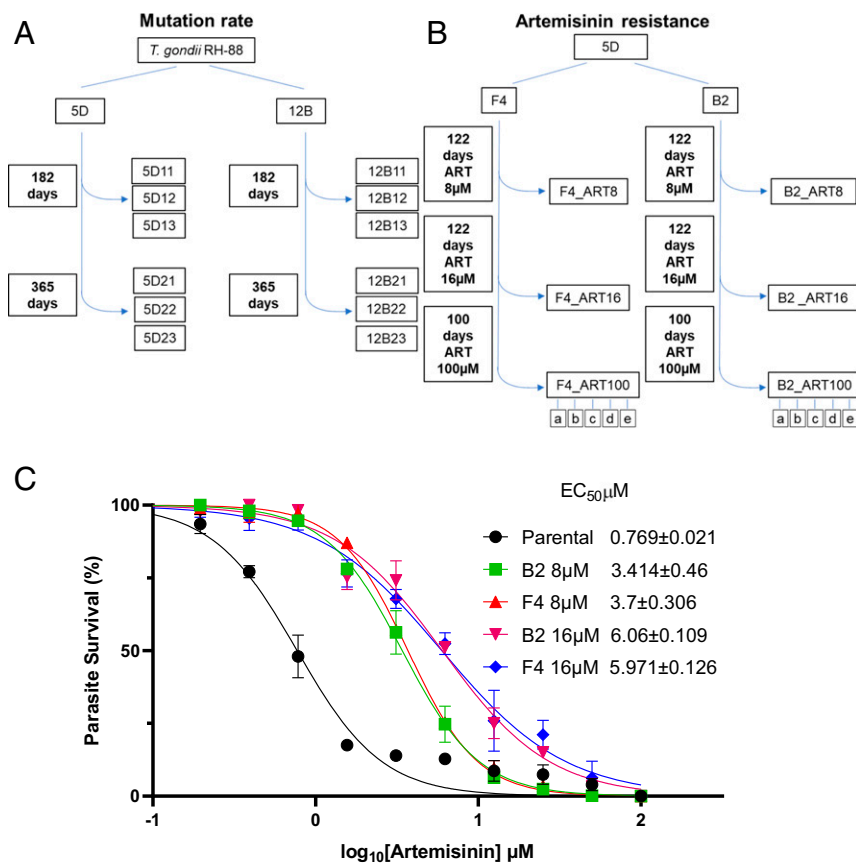 A
Mutation rate
T. gondii RH-88
5D
12B
182
days
5D11
5D12
5D13
182
days
12B11
12B12
12B13
365
days
5D21
5D22
5D23
365
days
12B21
12B22
12B23
B
Artemisinin resistance
5D
F4
B2
122
days
ART
8µM
F4_ART8
122
days
ART
8µM
B2_ART8
122
days
ART
16µM
F4_ART16
122
days
ART
16µM
B2_ART16
100
days
ART
100µM
F4_ART100
a b c d e
100
days
ART
100µM
B2_ART100
a b c d e
C
EC50µM
Parental 0.769±0.021
B2 8µM 3.414±0.46
F4 8µM 3.7±0.306
B2 16µM 6.06±0.109
F4 16µM 5.971±0.126
Parasite Survival (%)
100
50
0
-1 0 1 2
log10[Artemisinin] µM